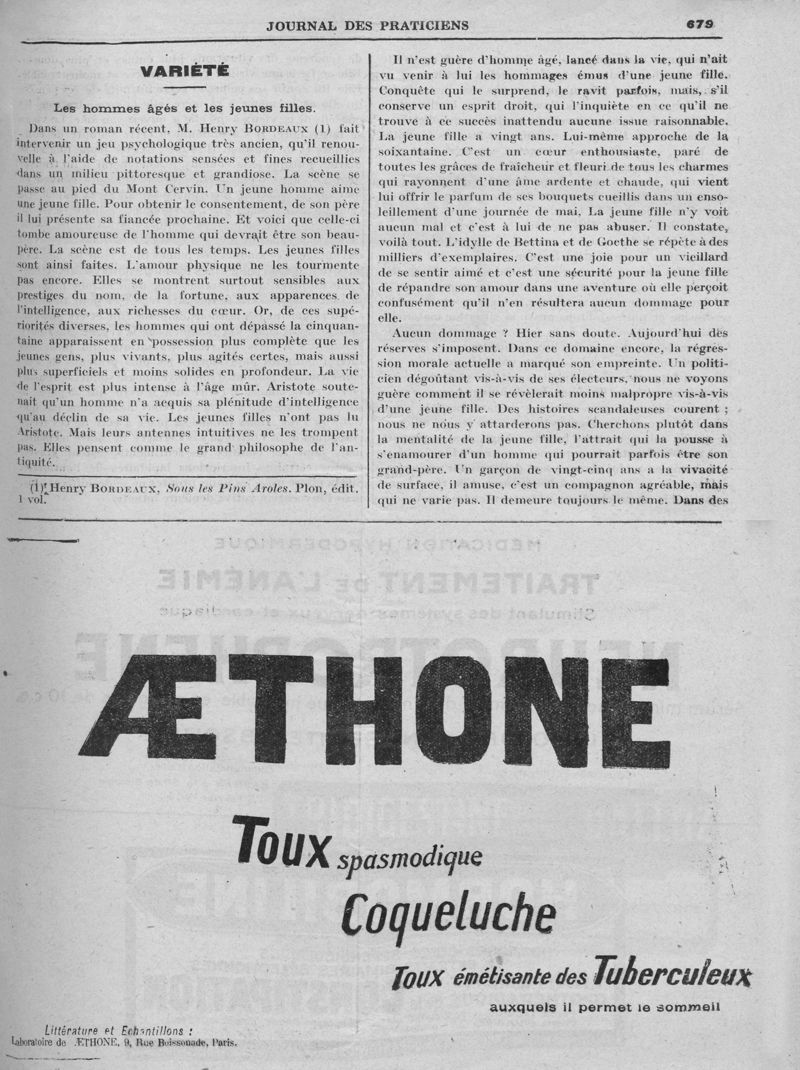 JOURNAL DES PRATICIENS 679
VARIÉTÉ
Les hommes âgés et les jeunes filles.
Dans un roman récent, M. Henry BORDEAUX (1) fait
intervenir un jeu psychologique très ancien, qu'il renou-
velle à l'aide de notations sensées et fines recueillies
dans un milieu pittoresque et grandiose. La scène se
passe au pied du Mont Cervin. Un jeune homme aime
une jeune fille. Pour obtenir le consentement, de son père
il lui présente sa fiancée prochaine. Et voici que celle-ci
tombe amoureuse de l'homme qui devrait être son beau-
père. La scène est de tous les temps. Les jeunes filles
sont ainsi faites. L'amour physique ne les tourmente
pas encore. Elles se montrent surtout sensibles aux
prestiges du nom, de la fortune, aux apparences de
l'intelligence, aux richesses du cœur. Or, de ces supé-
riorités diverses, les hommes qui ont dépassé la cinquan-
taine apparaissent en possession plus complète que les
jeunes gens, plus vivants, plus agités certes, mais aussi
plus superficiels et moins solides en profondeur. La vie
de l'esprit est plus intense à l'âge mûr. Aristote soute-
nait qu'un homme n'a acquis sa plénitude d'intelligence
qu'au déclin de sa vie. Les jeunes filles n'ont pas lu
Aristote. Mais leurs antennes intuitives ne les trompent
pas. Elles pensent comme le grand philosophe de l'an-
tiquité.
(1) Henry BORDEAUX, Sous les Pins Aroles. Plon, édit.
1 vol.
Il n'est guère d'homme âgé, lancé dans la vie, qui n'ait
vu venir à lui les hommages émus d'une jeune fille.
Conquête qui le surprend, le ravit parfois, mais, s'il
conserve un esprit droit, qui l'inquiète en ce qu'il ne
trouve à ce succès inattendu aucune issue raisonnable.
La jeune fille a vingt ans. Lui-même approche de la
soixantaine. C'est un cœur enthousiaste, paré de
toutes les grâces de fraîcheur et fleuri de tous les charmes
qui rayonnent d'une âme ardente et chaude, qui vient
lui offrir le parfum de ses bouquets cueillis dans un enso-
leillement d'une journée de mai. La jeune fille n'y voit
aucun mal et c'est à lui de ne pas abuser. Il constate,
voilà tout. L'idylle de Bettina et de Goethe se répète à des
milliers d'exemplaires. C'est une joie pour un vieillard
de se sentir aimé et c'est une sécurité pour la jeune fille
de répandre son amour dans une aventure où elle perçoit
confusément qu'il n'en résultera aucun dommage pour
elle.
Aucun dommage ? Hier sans doute. Aujourd'hui des
réserves s'imposent. Dans ce domaine encore, la régres-
sion morale actuelle a marqué son empreinte. Un politi-
cien dégoûtant vis-à-vis de ses électeurs, nous ne voyons
guère comment il se révèlerait moins malpropre vis-à-vis
d'une jeune fille. Des histoires scandaleuses courent ;
nous ne nous y attarderons pas. Cherchons plutôt dans
la mentalité de la jeune fille, l'attrait qui la pousse à
s'enamourer d'un homme qui pourrait parfois être son
grand-père. Un garçon de vingt-cinq ans a la vivacité
de surface, il amuse, c'est un compagnon agréable, mais
qui ne varie pas. Il demeure toujours le même. Dans des
ÆTHONE
Toux spasmodique
Coqueluche
Toux émétisante des Tuberculeux
auxquels il permet le sommeil
Littérature et Echantillons :
Laboratoire de ÆTHONE, 9, Rue Boissonade, Paris.